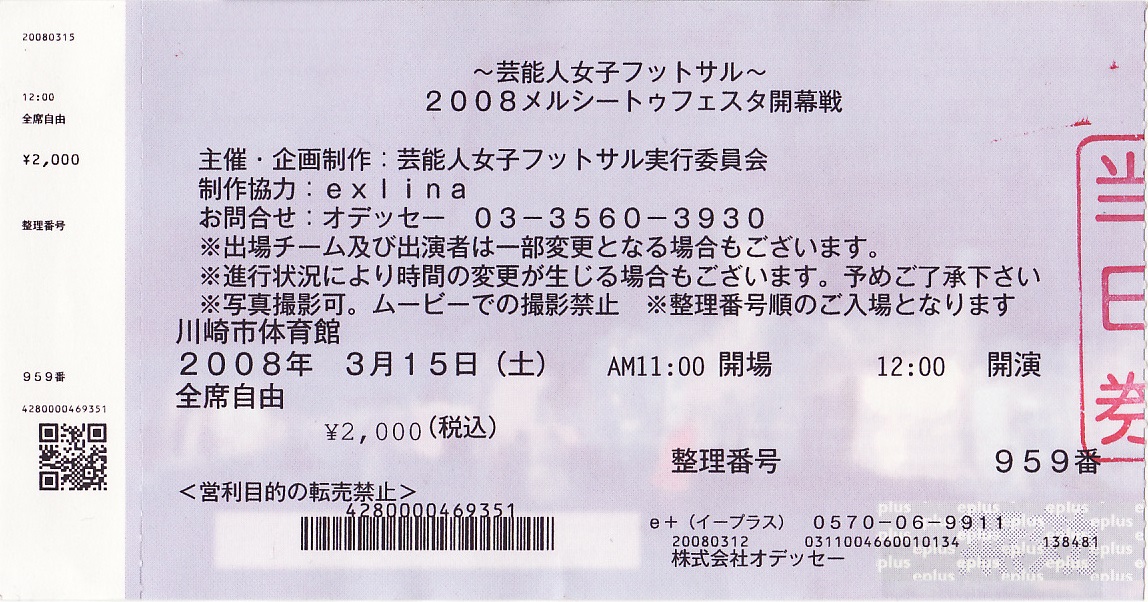 20080315
12:00
全席自由
¥2,000
整理番号
959番
4280000469351
～芸能人女子フットサル～
2008メルシートゥフェスタ開幕戦
主催・企画制作：芸能人女子フットサル実行委員会
制作協力：exlina
お問合せ：オデッセー 03-3560-3930
※出場チーム及び出演者は一部変更となる場合もございます。
※進行状況により時間の変更が生じる場合もございます。予めご了承下さい
※写真撮影可。ムービーでの撮影禁止 ※整理番号順のご入場となります
川崎市体育館
2008年 3月15日（土） AM11:00 開場 12:00 開演
全席自由
¥2,000(税込)
整理番号 959番
＜営利目的の転売禁止＞
4280000469351
e＋（イープラス） 0570-06-9911
20080312 0311004660010134 138481
株式会社オデッセー
当日券
eplus eplus eplus